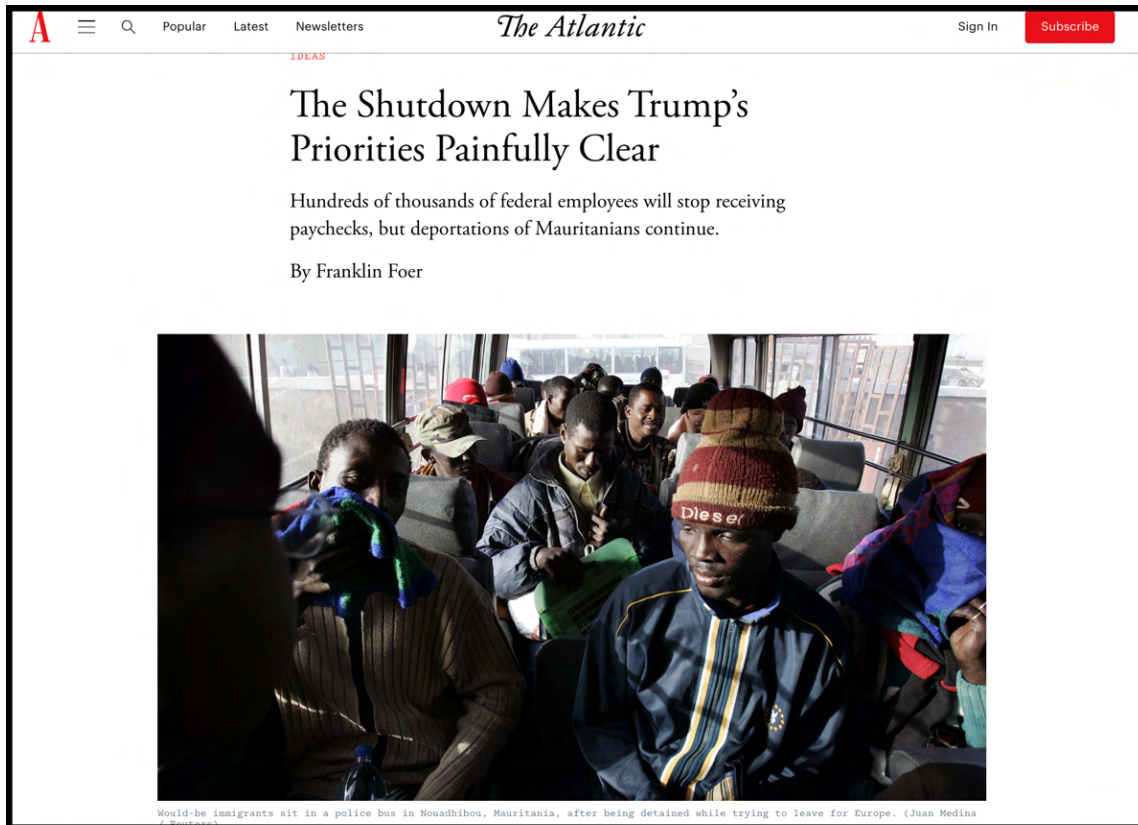 A
Popular Latest Newsletters The Atlantic Sign In Subscribe
IDEAS
The Shutdown Makes Trump’s
Priorities Painfully Clear
Hundreds of thousands of federal employees will stop receiving
paychecks, but deportations of Mauritanians continue.
By Franklin Foer
Diesel
Would-be immigrants sit in a police bus in Nouadhibou, Mauritania, after being detained while trying to leave for Europe. (Juan Medina
/ Reuters)